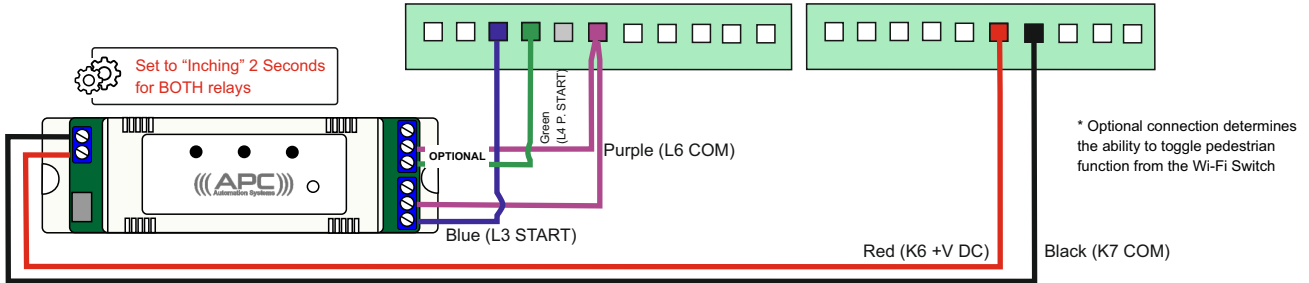 Set to “Inching” 2 Seconds
for BOTH relays
Green
(L4 P. START)
OPTIONAL
Purple (L6 COM)
* Optional connection determines
the ability to toggle pedestrian
function from the Wi-Fi Switch
(((APC)))
Automation Systems
Blue (L3 START)
Red (K6 +V DC)
Black (K7 COM)